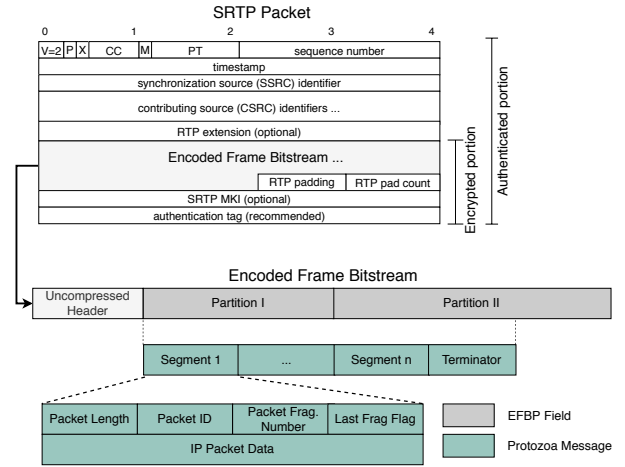 SRTP Packet
0 1 2 3 4
V=2 P X CC M PT sequence number
timestamp
synchronization source (SSRC) identifier
contributing source (CSRC) identifiers ...
RTP extension (optional)
Encoded Frame Bitstream ...
RTP padding RTP pad count
SRTP MKI (optional)
authentication tag (recommended)
Encrypted portion
Authenticated portion
Encoded Frame Bitstream
Uncompressed
Header
Partition I Partition II
Segment 1 ... Segment n Terminator
Packet Length Packet ID Packet Frag.
Number Last Frag Flag
IP Packet Data
EFBP Field
Protozoa Message